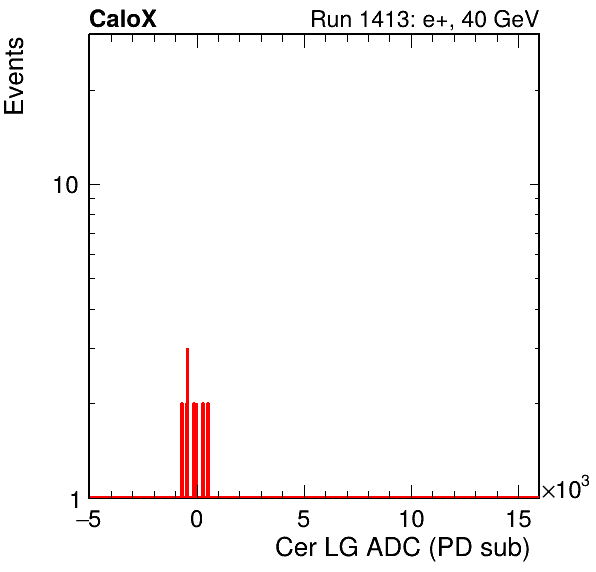 CaloX Run 1413: e+, 40 GeV
Events
10
1
−5 0 5 10 15 ×10³
Cer LG ADC (PD sub)